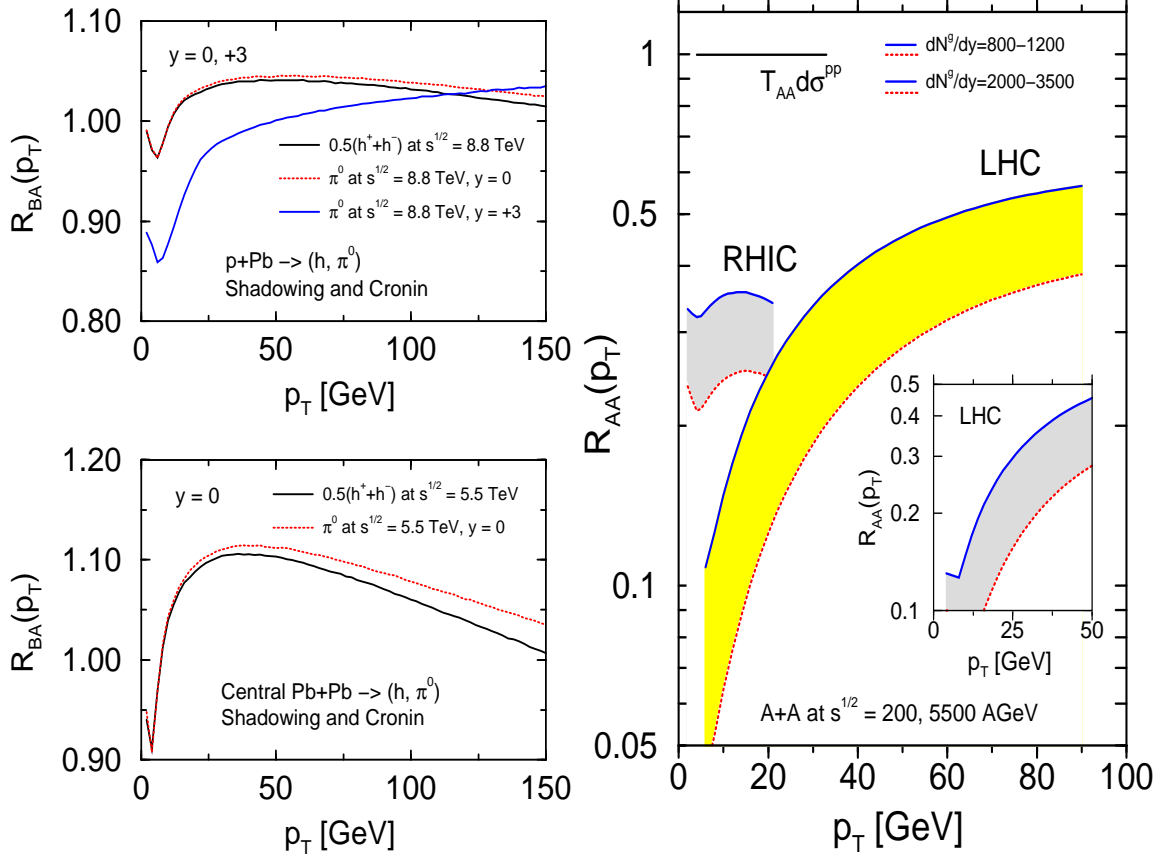 1.10
1.00
0.90
0.80
R_BA(p_T)
y = 0, +3
0.5(h⁺+h⁻) at s^1/2 = 8.8 TeV
π⁰ at s^1/2 = 8.8 TeV, y = 0
π⁰ at s^1/2 = 8.8 TeV, y = +3
p+Pb –> (h, π⁰)
Shadowing and Cronin
0 50 100 150
p_T [GeV]
1.20
1.10
1.00
0.90
R_BA(p_T)
y = 0
0.5(h⁺+h⁻) at s^1/2 = 5.5 TeV
π⁰ at s^1/2 = 5.5 TeV, y = 0
Central Pb+Pb –> (h, π⁰)
Shadowing and Cronin
0 50 100 150
p_T [GeV]
1
0.5
0.1
0.05
R_AA(p_T)
dN^g/dy=800–1200
dN^g/dy=2000–3500
T_AA dσ^pp
LHC
RHIC
0.5
0.4
0.3
0.2
0.1
R_AA(p_T)
LHC
0 25 50
p_T [GeV]
A+A at s^1/2 = 200, 5500 AGeV
0 20 40 60 80 100
p_T [GeV]